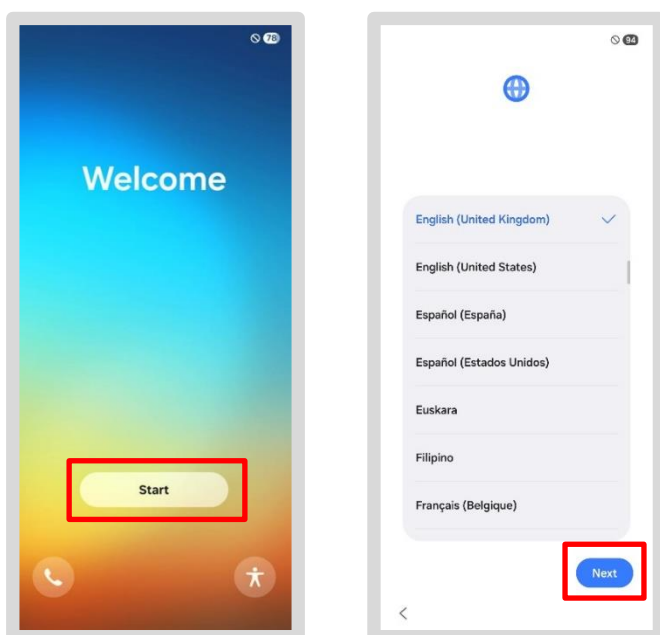 78
Welcome
Start
94
English (United Kingdom)
English (United States)
Español (España)
Español (Estados Unidos)
Euskara
Filipino
Français (Belgique)
Next